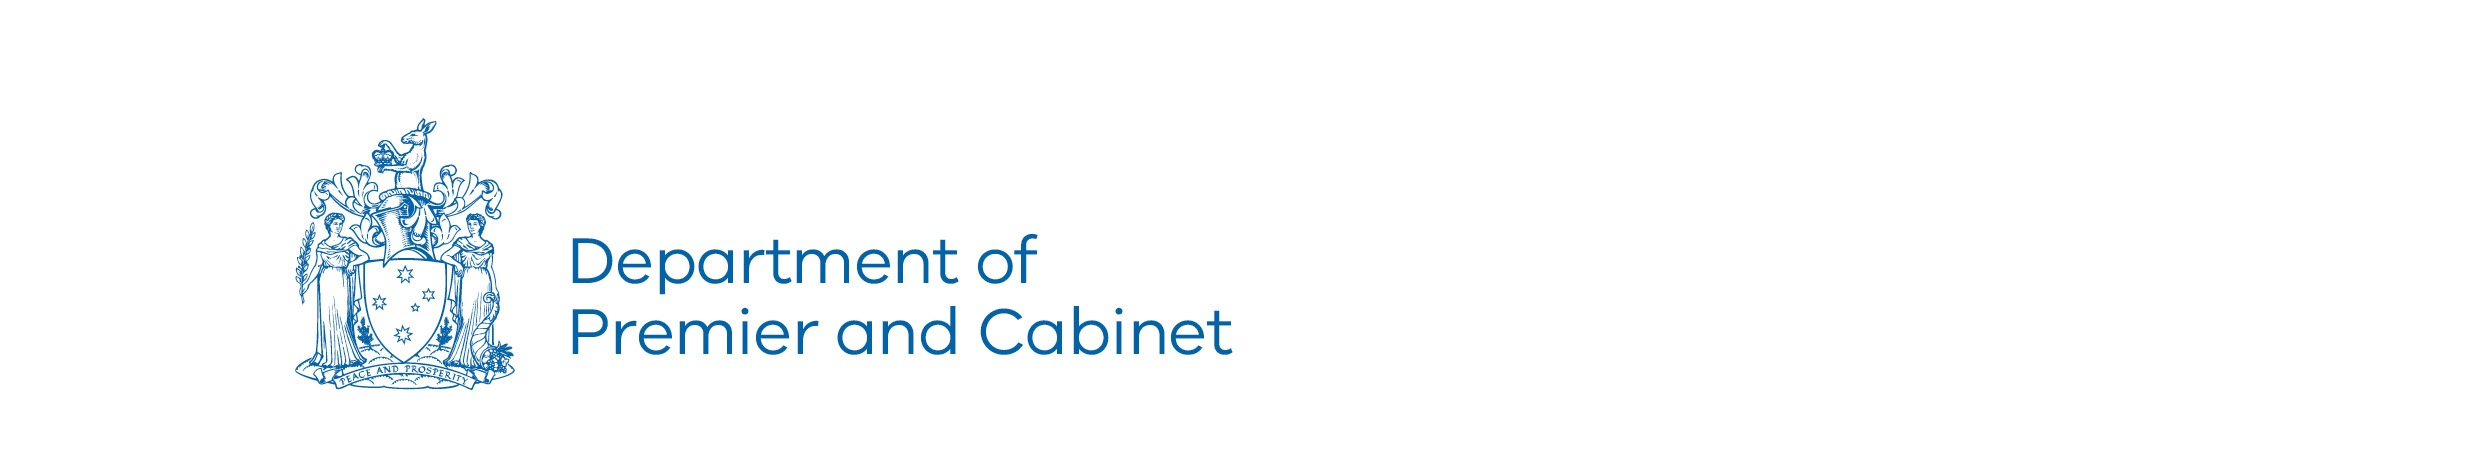 Department of
Premier and Cabinet
PEACE AND PROSPERITY